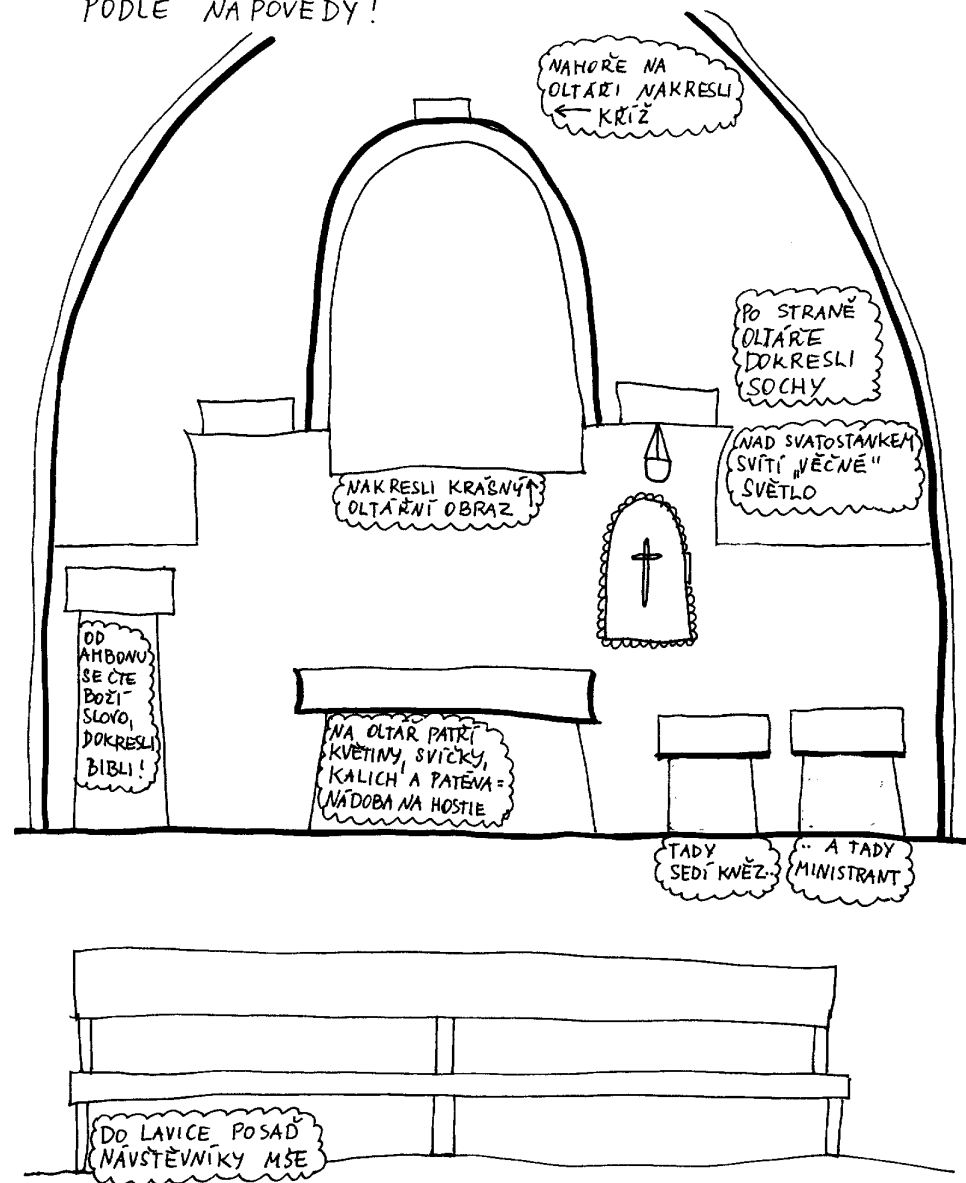 PODLE NÁPOVĚDY!
NAHOŘE NA
OLTÁŘI NAKRESLI
← KŘÍŽ
PO STRANĚ
OLTÁŘE
DOKRESLI
SOCHY
NAD SVATOSTÁNKEM
SVÍTÍ „VĚČNÉ"
SVĚTLO
NAKRESLI KRÁSNÝ↑
OLTÁŘNÍ OBRAZ
OD
AMBONU
SE ČTE
BOŽÍ
SLOVO,
DOKRESLI
BIBLI!
NA OLTÁŘ PATŘÍ
KVĚTINY, SVÍČKY,
KALICH A PATÉNA =
NÁDOBA NA HOSTIE
TADY
SEDÍ KNĚZ..
.. A TADY
MINISTRANT
DO LAVICE POSAĎ
NÁVŠTĚVNÍKY MŠE